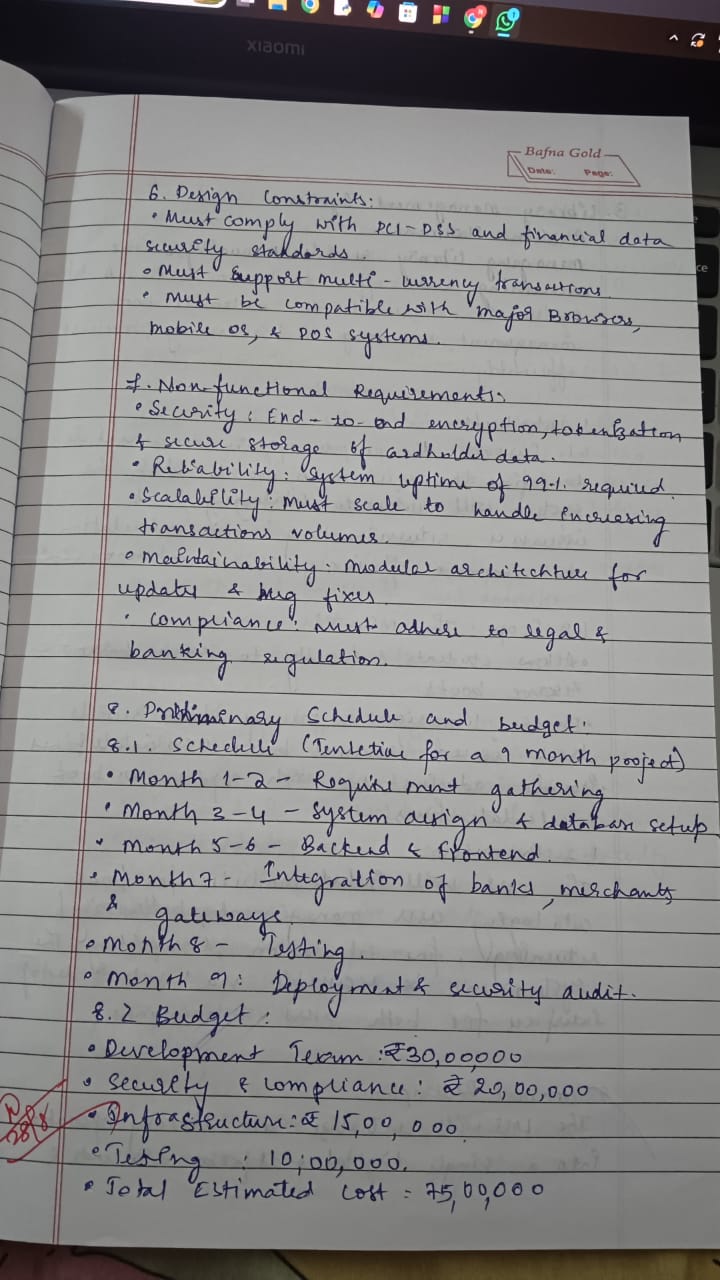 xiaomi
Bafna Gold
Date: Page:
6. Design Constraints:
• Must comply with PCI-DSS and financial data
security standards.
• Must support multi-currency transactions.
• Must be compatible with major Browsers,
mobile OS, & POS systems.
7. Non-functional Requirements:
• Security: End-to-end encryption, tokenization
& secure storage of cardholder data.
• Reliability: System uptime of 99.1. required.
• Scalability: Must scale to handle increasing
transactions volumes.
• Maintainability: Modular architechture for
updates & bug fixes.
• Compliance: Must adhere to legal &
banking regulation.
8. Preliminary Schedule and budget.
8.1. Schedule (Tentetive for a 9 month project)
• Month 1-2 - Requirement gathering
• Month 3-4 - System design & database setup
• Month 5-6 - Backend & frontend.
• Month 7 - Integration of banks, merchants
& gateways
• Month 8 - Testing.
• Month 9: Deployment & security audit.
8.2 Budget:
• Development Team: ₹30,00,000
• Security & compliance: ₹ 20,00,000
• Infrastructure: ₹ 15,00,000
• Testing : 10,00,000.
• Total Estimated cost = 75,00,000